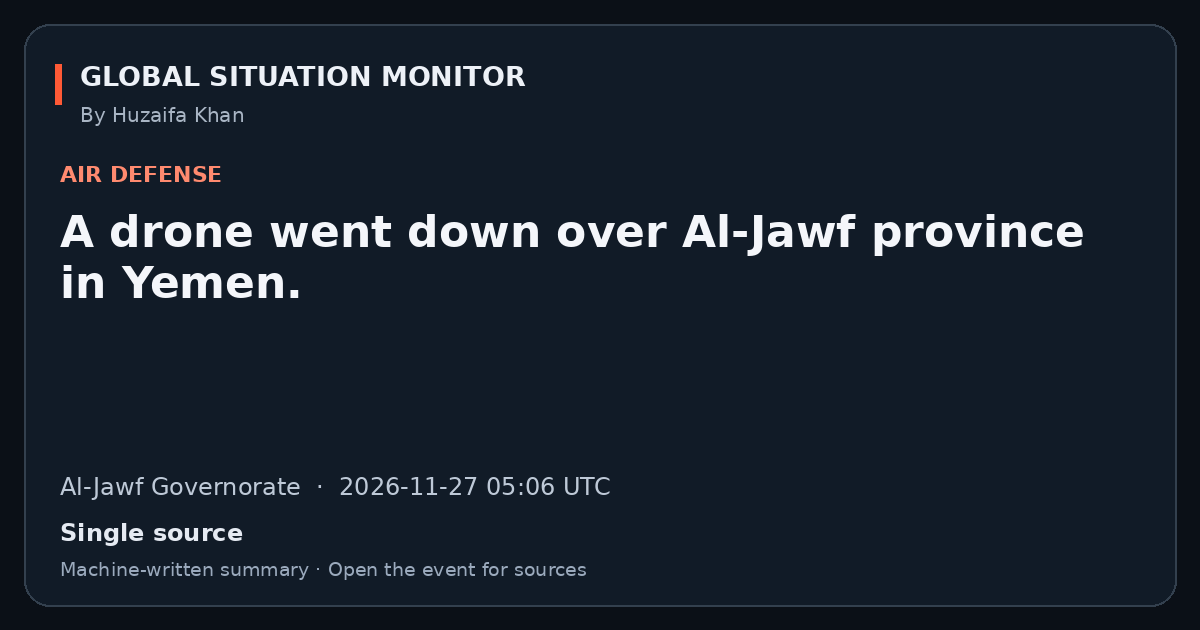 GLOBAL SITUATION MONITOR
By Huzaifa Khan
AIR DEFENSE
A drone went down over Al-Jawf province
in Yemen.
Al-Jawf Governorate · 2026-11-27 05:06 UTC
Single source
Machine-written summary · Open the event for sources